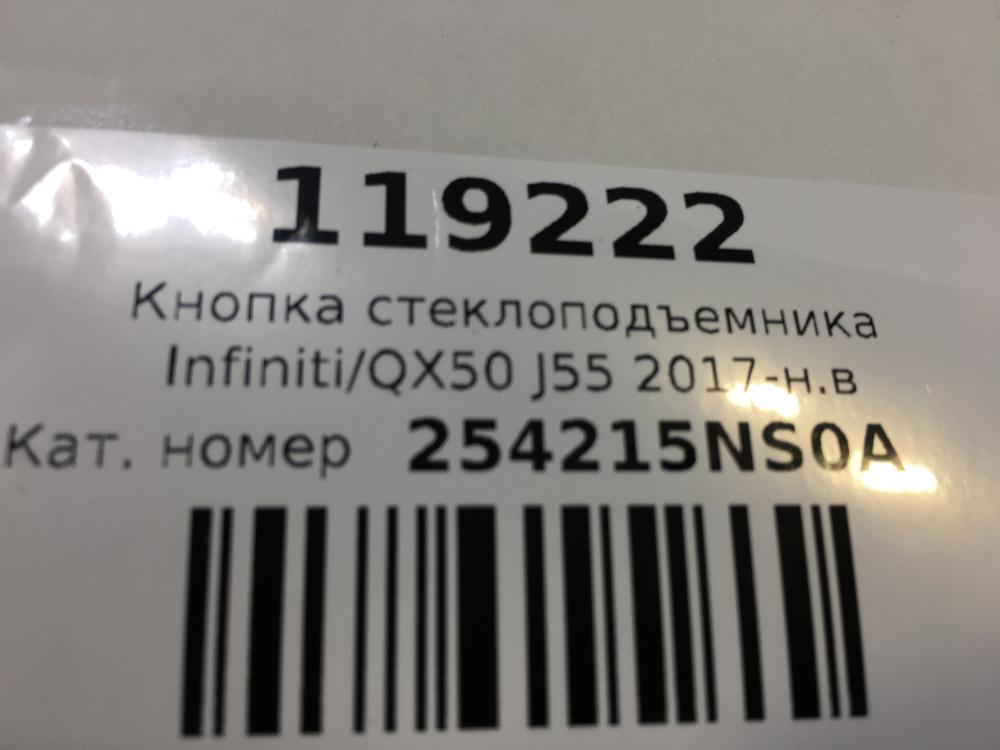 119222
Кнопка стеклоподъемника
Infiniti/QX50 J55 2017-н.в
Кат. номер 254215NS0A